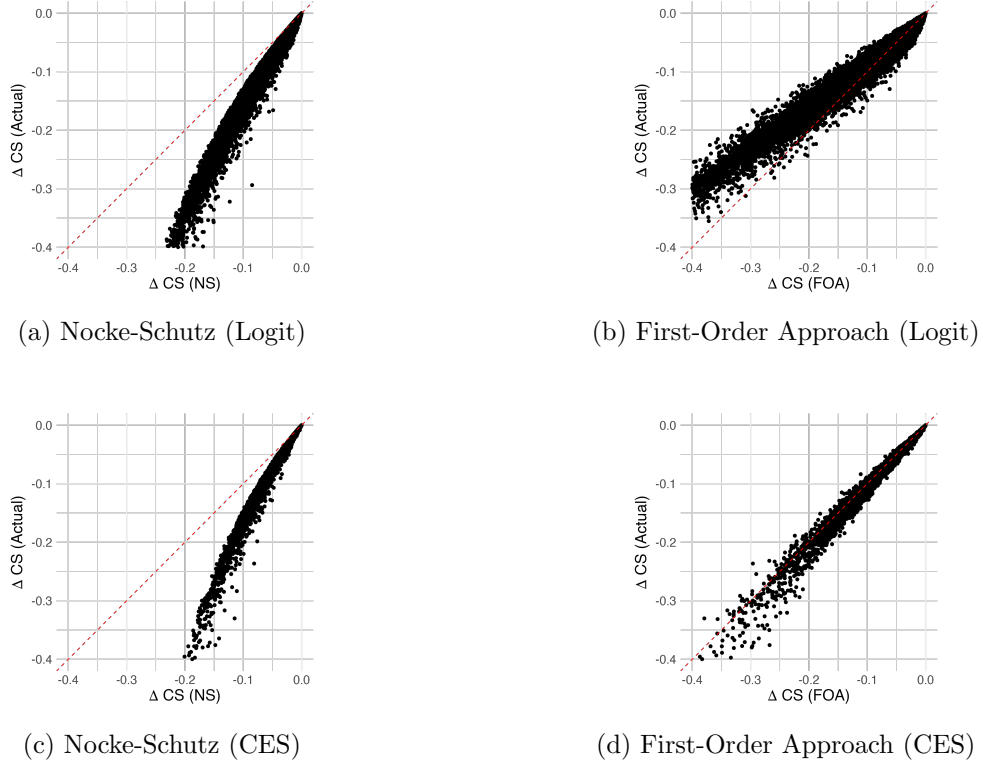 0.0
-0.1
-0.2
-0.3
-0.4
Δ CS (Actual)
-0.4 -0.3 -0.2 -0.1 0.0
Δ CS (NS)
(a) Nocke-Schutz (Logit)
0.0
-0.1
-0.2
-0.3
-0.4
Δ CS (Actual)
-0.4 -0.3 -0.2 -0.1 0.0
Δ CS (FOA)
(b) First-Order Approach (Logit)
0.0
-0.1
-0.2
-0.3
-0.4
Δ CS (Actual)
-0.4 -0.3 -0.2 -0.1 0.0
Δ CS (NS)
(c) Nocke-Schutz (CES)
0.0
-0.1
-0.2
-0.3
-0.4
Δ CS (Actual)
-0.4 -0.3 -0.2 -0.1 0.0
Δ CS (FOA)
(d) First-Order Approach (CES)